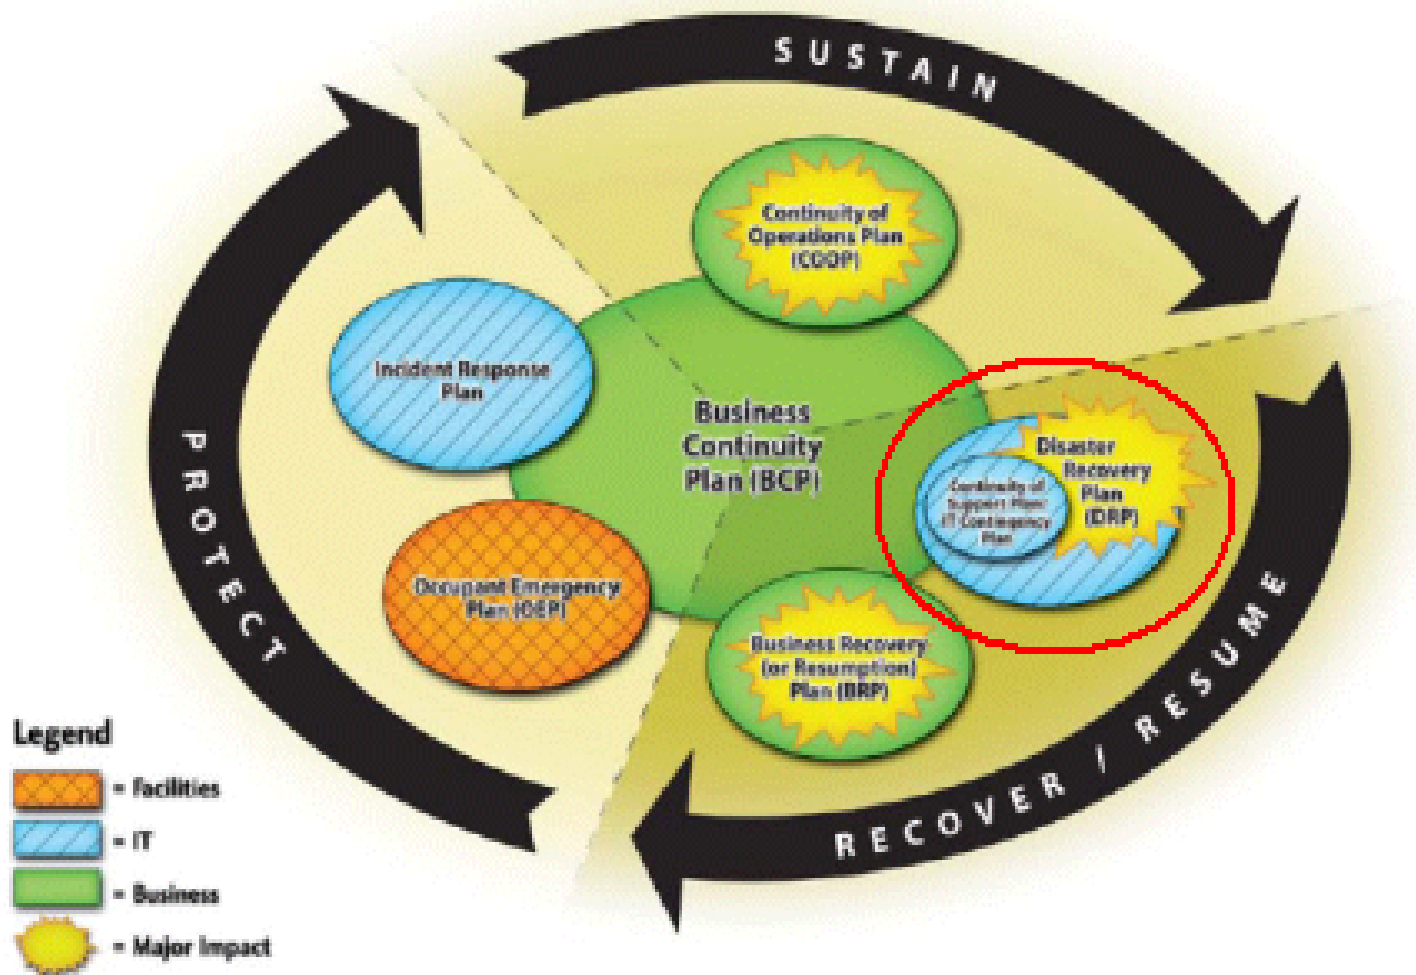 SUSTAIN
Continuity of
Operations Plan
(COOP)
Incident Response
Plan
Business
Continuity
Plan (BCP)
Disaster
Recovery
Plan
(DRP)
Continuity of
Support Plan/
IT Contingency
Plan
PROTECT
Occupant Emergency
Plan (OEP)
Business Recovery
(or Resumption)
Plan (BRP)
RECOVER / RESUME
Legend
= Facilities
= IT
= Business
= Major Impact